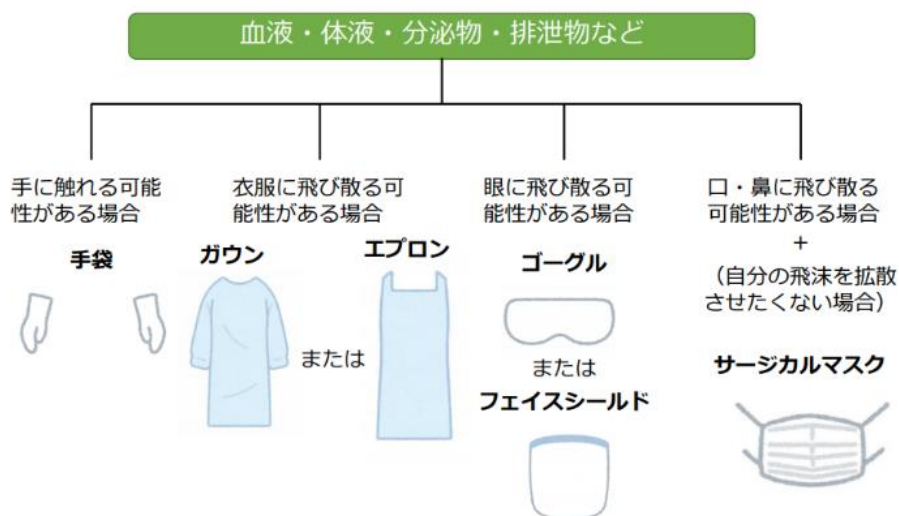 血液・体液・分泌物・排泄物など
手に触れる可能
性がある場合
手袋
衣服に飛び散る可
能性がある場合
ガウン
または
エプロン
眼に飛び散る可
能性がある場合
ゴーグル
または
フェイスシールド
口・鼻に飛び散る
可能性がある場合
+
（自分の飛沫を拡散
させたくない場合）
サージカルマスク